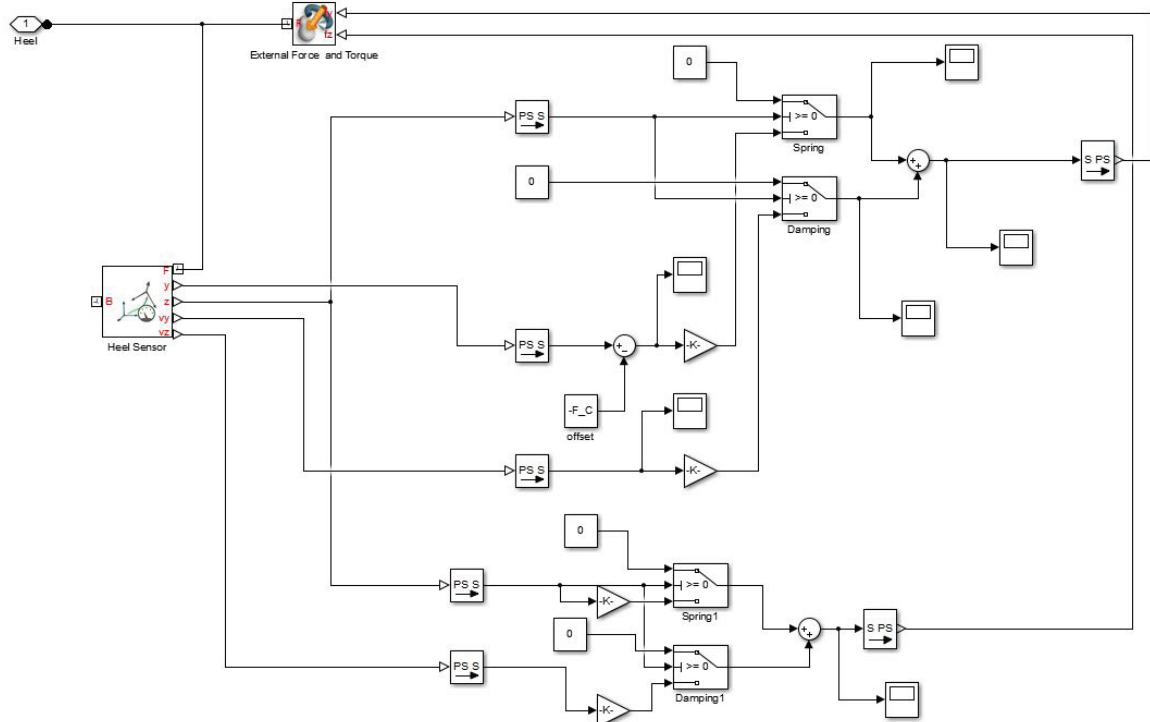 1
Heel
F
fz
External Force and Torque
0
PS S
>= 0
Spring
+
+
S PS
0
>= 0
Damping
F
y
B
z
vy
vz
Heel Sensor
PS S
+
−
-K-
-F_C
offset
PS S
-K-
0
PS S
-K-
>= 0
Spring1
0
+
+
S PS
PS S
>= 0
-K-
Damping1